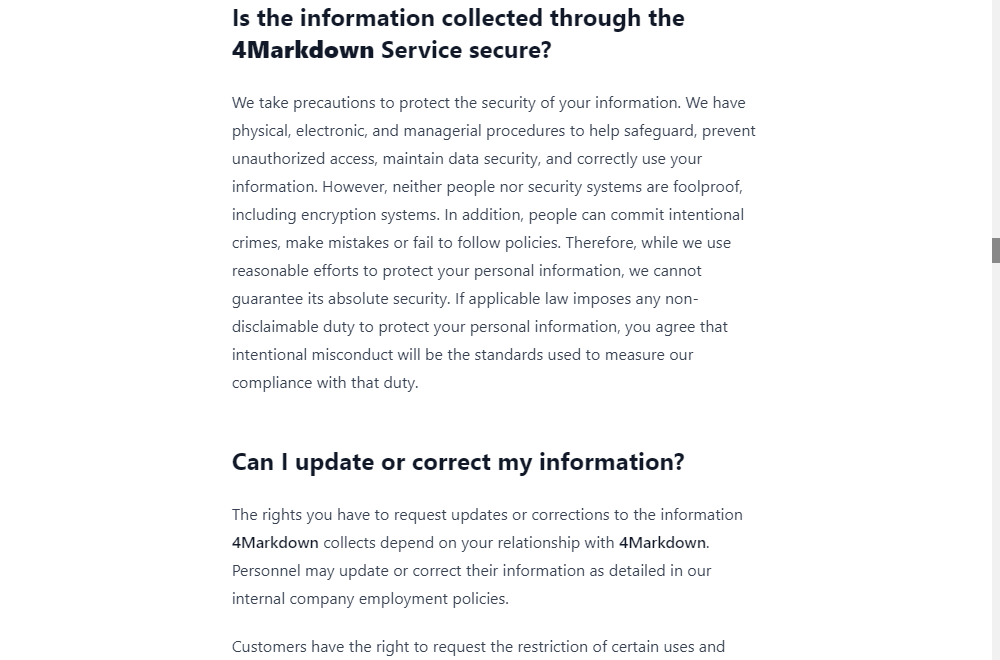 Is the information collected through the
4Markdown Service secure?
We take precautions to protect the security of your information. We have
physical, electronic, and managerial procedures to help safeguard, prevent
unauthorized access, maintain data security, and correctly use your
information. However, neither people nor security systems are foolproof,
including encryption systems. In addition, people can commit intentional
crimes, make mistakes or fail to follow policies. Therefore, while we use
reasonable efforts to protect your personal information, we cannot
guarantee its absolute security. If applicable law imposes any non-
disclaimable duty to protect your personal information, you agree that
intentional misconduct will be the standards used to measure our
compliance with that duty.
Can I update or correct my information?
The rights you have to request updates or corrections to the information
4Markdown collects depend on your relationship with 4Markdown.
Personnel may update or correct their information as detailed in our
internal company employment policies.
Customers have the right to request the restriction of certain uses and